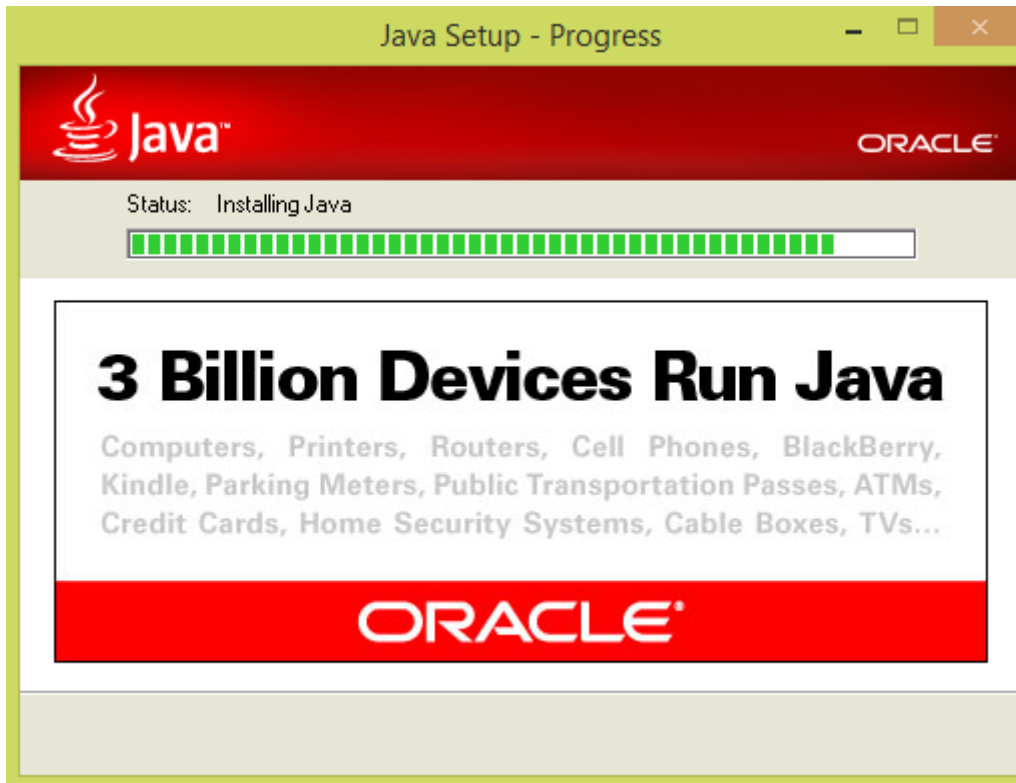 Java Setup - Progress
Java™
ORACLE®
Status: Installing Java
3 Billion Devices Run Java
Computers, Printers, Routers, Cell Phones, BlackBerry,
Kindle, Parking Meters, Public Transportation Passes, ATMs,
Credit Cards, Home Security Systems, Cable Boxes, TVs...
ORACLE®